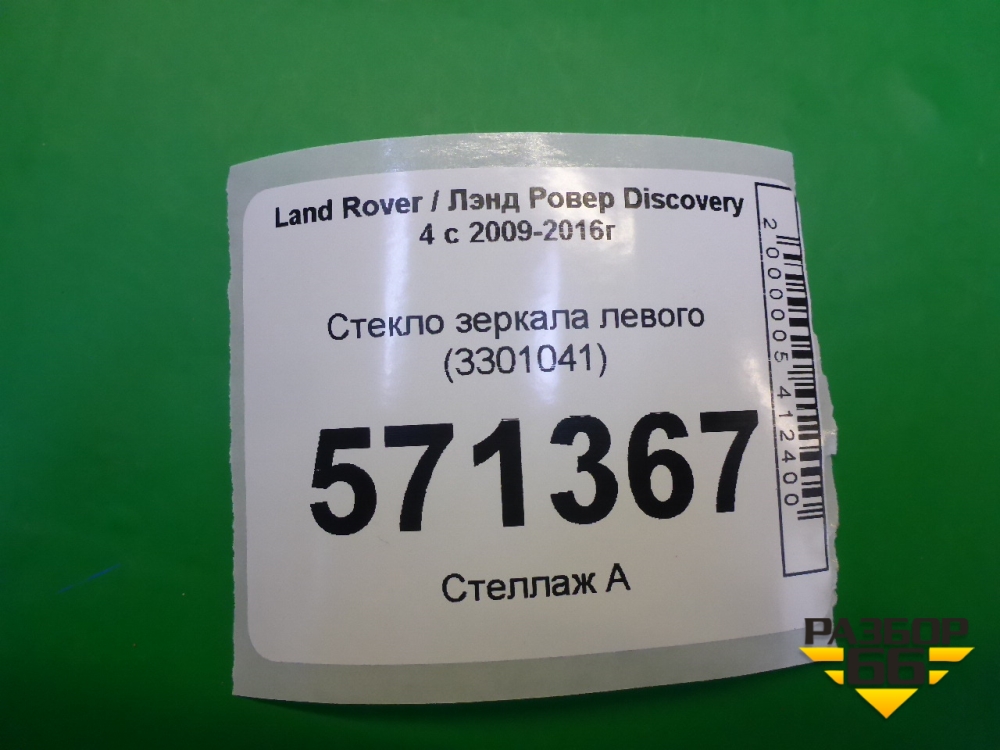 Land Rover / Лэнд Ровер Discovery
4 с 2009-2016г
Стекло зеркала левого
(3301041)
571367
Стеллаж А
2000005412400
РАЗБОР
66